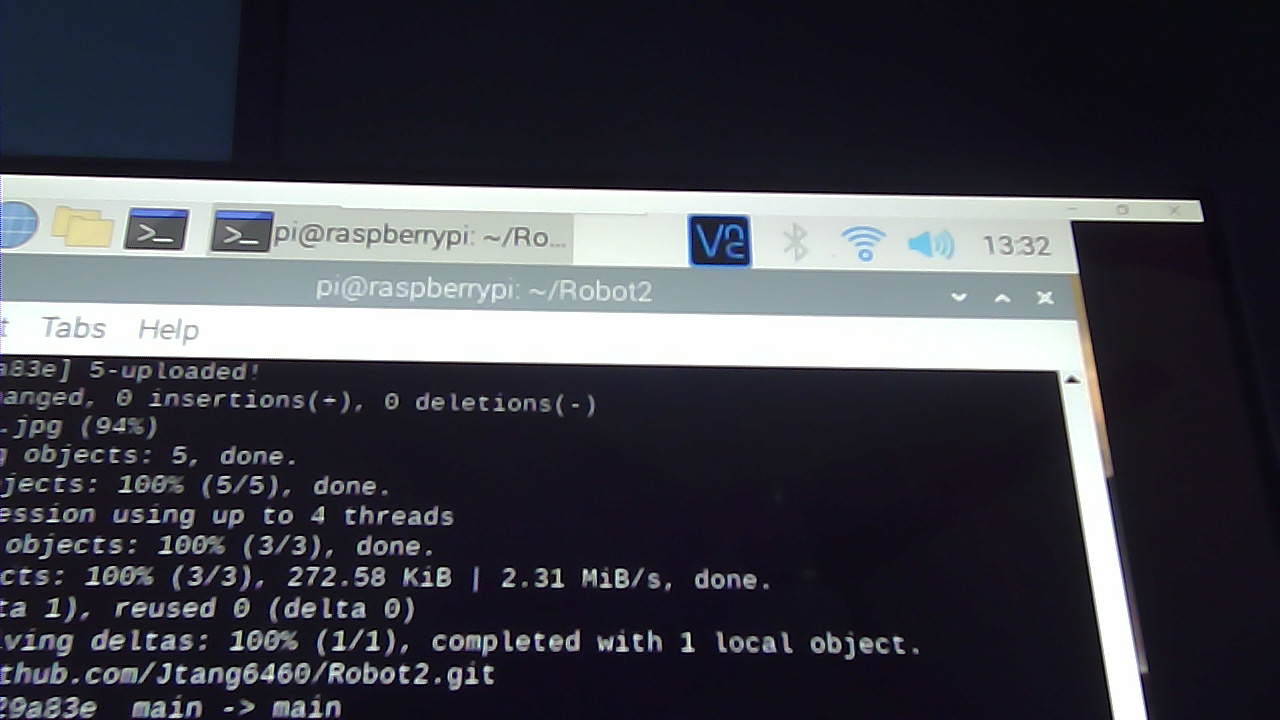 pi@raspberrypi: ~/Ro...
VNC
13:32
pi@raspberrypi: ~/Robot2
t Tabs Help
a83e] 5-uploaded!
anged, 0 insertions(+), 0 deletions(-)
.jpg (94%)
g objects: 5, done.
jects: 100% (5/5), done.
ession using up to 4 threads
objects: 100% (3/3), done.
cts: 100% (3/3), 272.58 KiB | 2.31 MiB/s, done.
ta 1), reused 0 (delta 0)
lving deltas: 100% (1/1), completed with 1 local object.
thub.com/Jtang6460/Robot2.git
29a83e main -> main